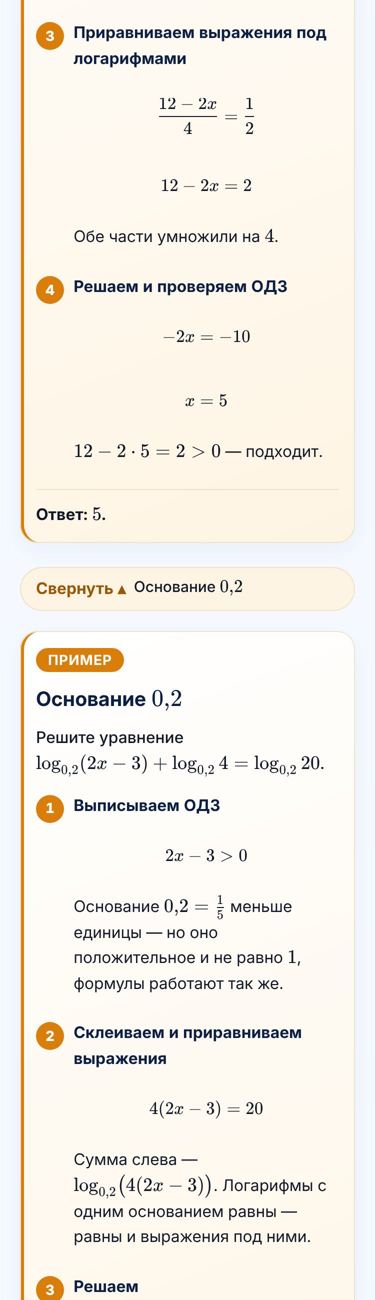 3 Приравниваем выражения под
логарифмами
(12 − 2x)/4 = 1/2
12 − 2x = 2
Обе части умножили на 4.
4 Решаем и проверяем ОДЗ
−2x = −10
x = 5
12 − 2 · 5 = 2 > 0 — подходит.
Ответ: 5.
Свернуть ▲ Основание 0,2
ПРИМЕР
Основание 0,2
Решите уравнение
log₀,₂(2x − 3) + log₀,₂ 4 = log₀,₂ 20.
1 Выписываем ОДЗ
2x − 3 > 0
Основание 0,2 = 1/5 меньше
единицы — но оно
положительное и не равно 1,
формулы работают так же.
2 Склеиваем и приравниваем
выражения
4(2x − 3) = 20
Сумма слева —
log₀,₂(4(2x − 3)). Логарифмы с
одним основанием равны —
равны и выражения под ними.
3 Решаем